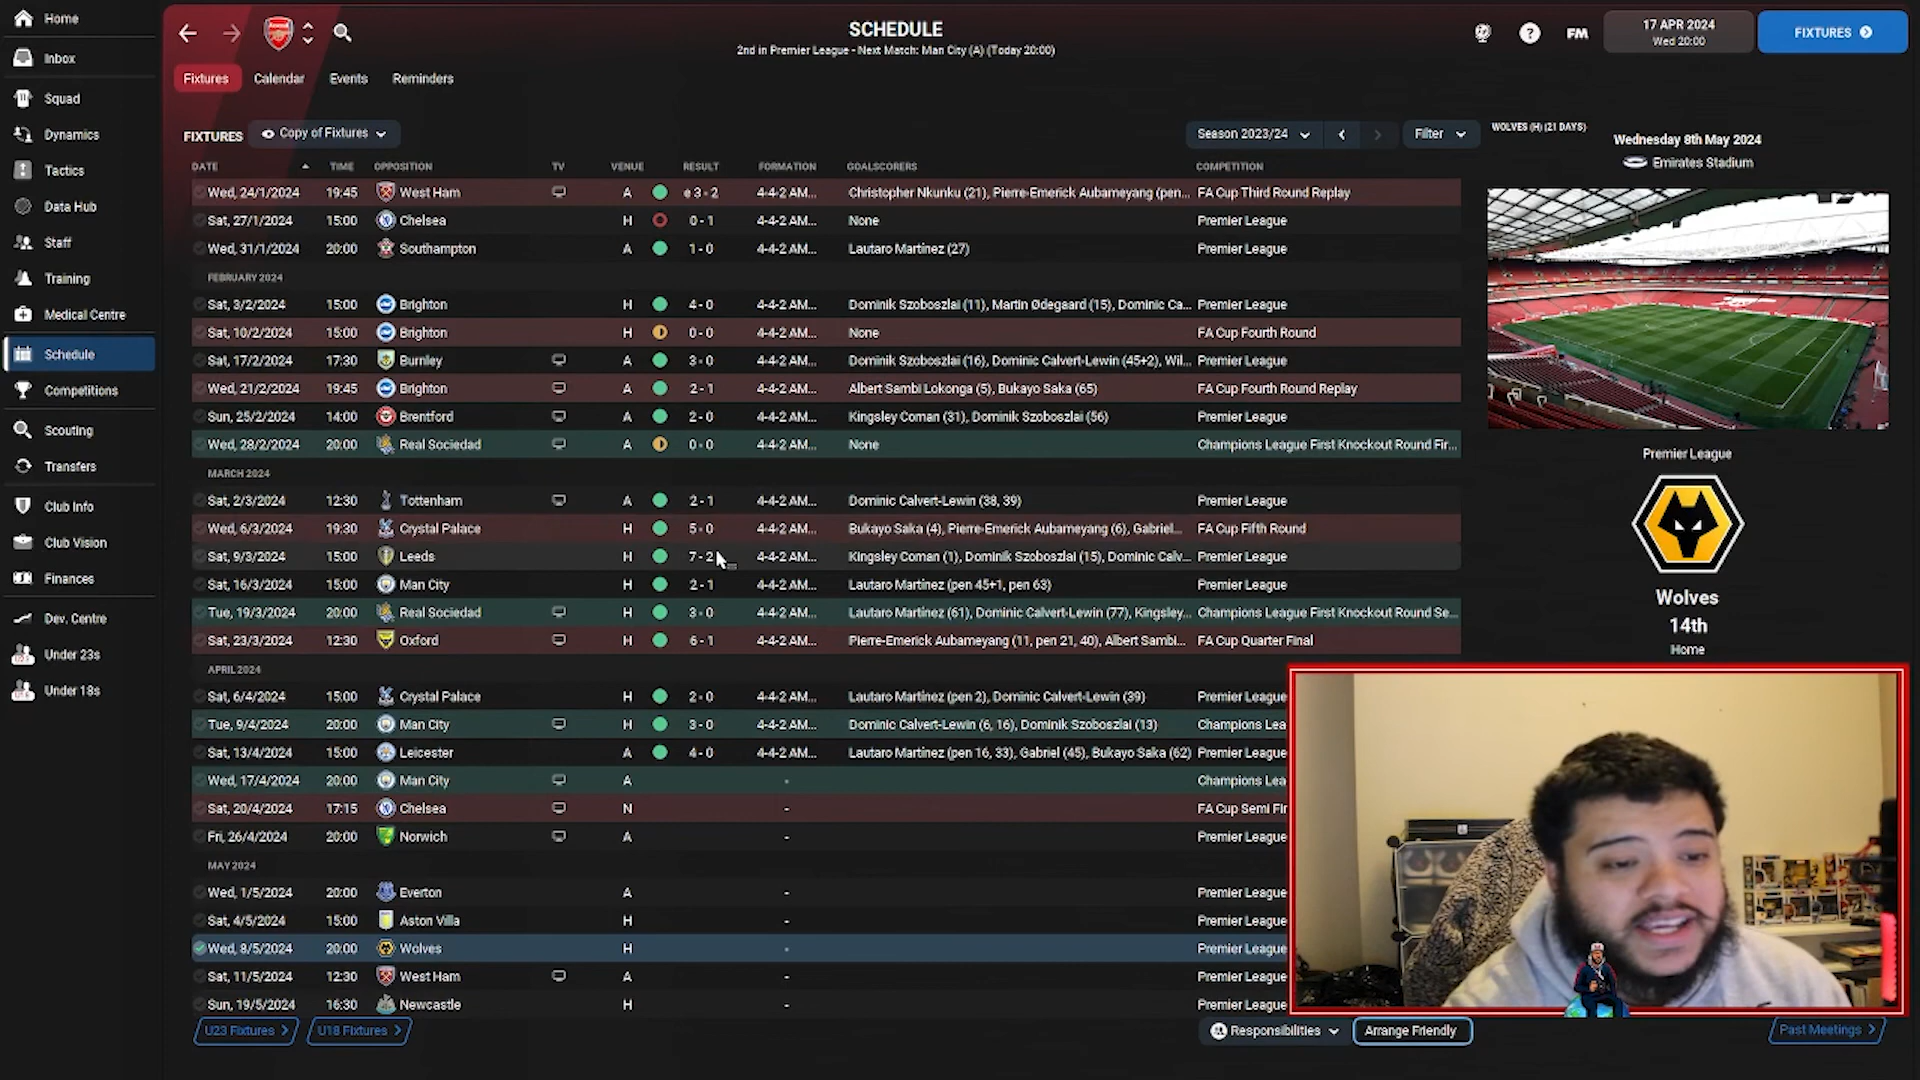 Home
Inbox
Squad
Dynamics
Tactics
Data Hub
Staff
Training
Medical Centre
Schedule
Competitions
Scouting
Transfers
Club Info
Club Vision
Finances
Dev. Centre
Under 23s
Under 18s
SCHEDULE
2nd in Premier League - Next Match: Man City (A) (Today 20:00)
FM
17 APR 2024
Wed 20:00
FIXTURES
Fixtures Calendar Events Reminders
FIXTURES Copy of Fixtures
Season 2023/24 Filter
DATE TIME OPPOSITION TV VENUE RESULT FORMATION GOALSCORERS COMPETITION
Wed, 24/1/2024 19:45 West Ham A e 3 - 2 4-4-2 AM... Christopher Nkunku (21), Pierre-Emerick Aubameyang (pen... FA Cup Third Round Replay
Sat, 27/1/2024 15:00 Chelsea H 0 - 1 4-4-2 AM... None Premier League
Wed, 31/1/2024 20:00 Southampton A 1 - 0 4-4-2 AM... Lautaro Martínez (27) Premier League
FEBRUARY 2024
Sat, 3/2/2024 15:00 Brighton H 4 - 0 4-4-2 AM... Dominik Szoboszlai (11), Martin Ødegaard (15), Dominic Ca... Premier League
Sat, 10/2/2024 15:00 Brighton H 0 - 0 4-4-2 AM... None FA Cup Fourth Round
Sat, 17/2/2024 17:30 Burnley A 3 - 0 4-4-2 AM... Dominik Szoboszlai (16), Dominic Calvert-Lewin (45+2), Wil... Premier League
Wed, 21/2/2024 19:45 Brighton A 2 - 1 4-4-2 AM... Albert Sambi Lokonga (5), Bukayo Saka (65) FA Cup Fourth Round Replay
Sun, 25/2/2024 14:00 Brentford A 2 - 0 4-4-2 AM... Kingsley Coman (31), Dominik Szoboszlai (56) Premier League
Wed, 28/2/2024 20:00 Real Sociedad A 0 - 0 4-4-2 AM... None Champions League First Knockout Round Fir...
MARCH 2024
Sat, 2/3/2024 12:30 Tottenham A 2 - 1 4-4-2 AM... Dominic Calvert-Lewin (38, 39) Premier League
Wed, 6/3/2024 19:30 Crystal Palace H 5 - 0 4-4-2 AM... Bukayo Saka (4), Pierre-Emerick Aubameyang (6), Gabriel... FA Cup Fifth Round
Sat, 9/3/2024 15:00 Leeds H 7 - 2 4-4-2 AM... Kingsley Coman (1), Dominik Szoboszlai (15), Dominic Calv... Premier League
Sat, 16/3/2024 15:00 Man City H 2 - 1 4-4-2 AM... Lautaro Martínez (pen 45+1, pen 63) Premier League
Tue, 19/3/2024 20:00 Real Sociedad H 3 - 0 4-4-2 AM... Lautaro Martínez (61), Dominic Calvert-Lewin (77), Kingsley... Champions League First Knockout Round Se...
Sat, 23/3/2024 12:30 Oxford H 6 - 1 4-4-2 AM... Pierre-Emerick Aubameyang (11, pen 21, 40), Albert Sambi... FA Cup Quarter Final
APRIL 2024
Sat, 6/4/2024 15:00 Crystal Palace H 2 - 0 4-4-2 AM... Lautaro Martínez (pen 2), Dominic Calvert-Lewin (39) Premier League
Tue, 9/4/2024 20:00 Man City H 3 - 0 4-4-2 AM... Dominic Calvert-Lewin (6, 16), Dominik Szoboszlai (13) Champions Lea
Sat, 13/4/2024 15:00 Leicester A 4 - 0 4-4-2 AM... Lautaro Martínez (pen 16, 33), Gabriel (45), Bukayo Saka (62) Premier League
Wed, 17/4/2024 20:00 Man City A - Champions Lea
Sat, 20/4/2024 17:15 Chelsea N - FA Cup Semi Fi
Fri, 26/4/2024 20:00 Norwich A - Premier League
MAY 2024
Wed, 1/5/2024 20:00 Everton A - Premier League
Sat, 4/5/2024 15:00 Aston Villa H - Premier League
Wed, 8/5/2024 20:00 Wolves H - Premier League
Sat, 11/5/2024 12:30 West Ham A - Premier League
Sun, 19/5/2024 16:30 Newcastle H - Premier League
U23 Fixtures U18 Fixtures Responsibilities Arrange Friendly Past Meetings
WOLVES (H) (21 DAYS)
Wednesday 8th May 2024
Emirates Stadium
Premier League
Wolves
14th
Home